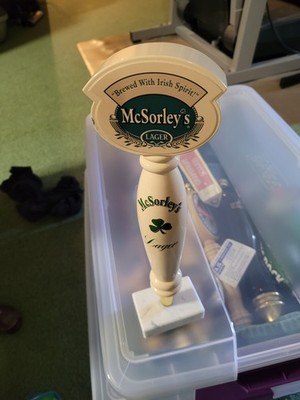 "Brewed With Irish Spirit!"
McSorley's
LAGER
McSorley's
Lager